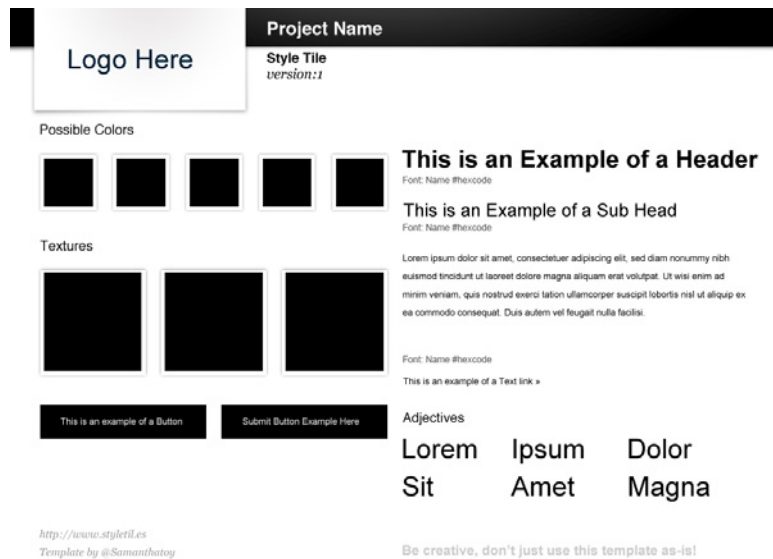 Project Name
Logo Here
Style Tile
version:1
Possible Colors
Textures
This is an example of a Button
Submit Button Example Here
This is an Example of a Header
Font: Name #hexcode
This is an Example of a Sub Head
Font: Name #hexcode
Lorem ipsum dolor sit amet, consectetuer adipiscing elit, sed diam nonummy nibh
euismod tincidunt ut laoreet dolore magna aliquam erat volutpat. Ut wisi enim ad
minim veniam, quis nostrud exerci tation ullamcorper suscipit lobortis nisl ut aliquip ex
ea commodo consequat. Duis autem vel feugait nulla facilisi.
Font: Name #hexcode
This is an example of a Text link »
Adjectives
Lorem Ipsum Dolor
Sit Amet Magna
http://www.styletil.es
Template by @Samanthatoy
Be creative, don't just use this template as-is!